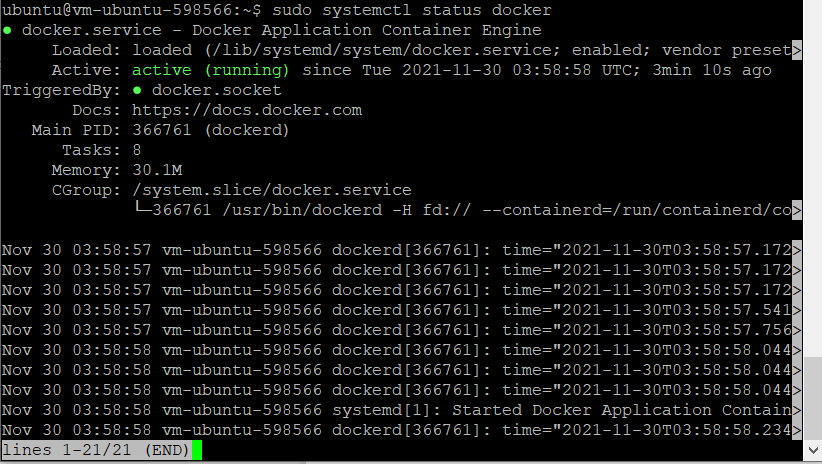 ubuntu@vm-ubuntu-598566:~$ sudo systemctl status docker
● docker.service - Docker Application Container Engine
     Loaded: loaded (/lib/systemd/system/docker.service; enabled; vendor preset>
     Active: active (running) since Tue 2021-11-30 03:58:58 UTC; 3min 10s ago
TriggeredBy: ● docker.socket
       Docs: https://docs.docker.com
   Main PID: 366761 (dockerd)
      Tasks: 8
     Memory: 30.1M
     CGroup: /system.slice/docker.service
             └─366761 /usr/bin/dockerd -H fd:// --containerd=/run/containerd/co>

Nov 30 03:58:57 vm-ubuntu-598566 dockerd[366761]: time="2021-11-30T03:58:57.172>
Nov 30 03:58:57 vm-ubuntu-598566 dockerd[366761]: time="2021-11-30T03:58:57.172>
Nov 30 03:58:57 vm-ubuntu-598566 dockerd[366761]: time="2021-11-30T03:58:57.172>
Nov 30 03:58:57 vm-ubuntu-598566 dockerd[366761]: time="2021-11-30T03:58:57.541>
Nov 30 03:58:57 vm-ubuntu-598566 dockerd[366761]: time="2021-11-30T03:58:57.756>
Nov 30 03:58:58 vm-ubuntu-598566 dockerd[366761]: time="2021-11-30T03:58:58.044>
Nov 30 03:58:58 vm-ubuntu-598566 dockerd[366761]: time="2021-11-30T03:58:58.044>
Nov 30 03:58:58 vm-ubuntu-598566 dockerd[366761]: time="2021-11-30T03:58:58.044>
Nov 30 03:58:58 vm-ubuntu-598566 systemd[1]: Started Docker Application Contain>
Nov 30 03:58:58 vm-ubuntu-598566 dockerd[366761]: time="2021-11-30T03:58:58.234>
lines 1-21/21 (END)